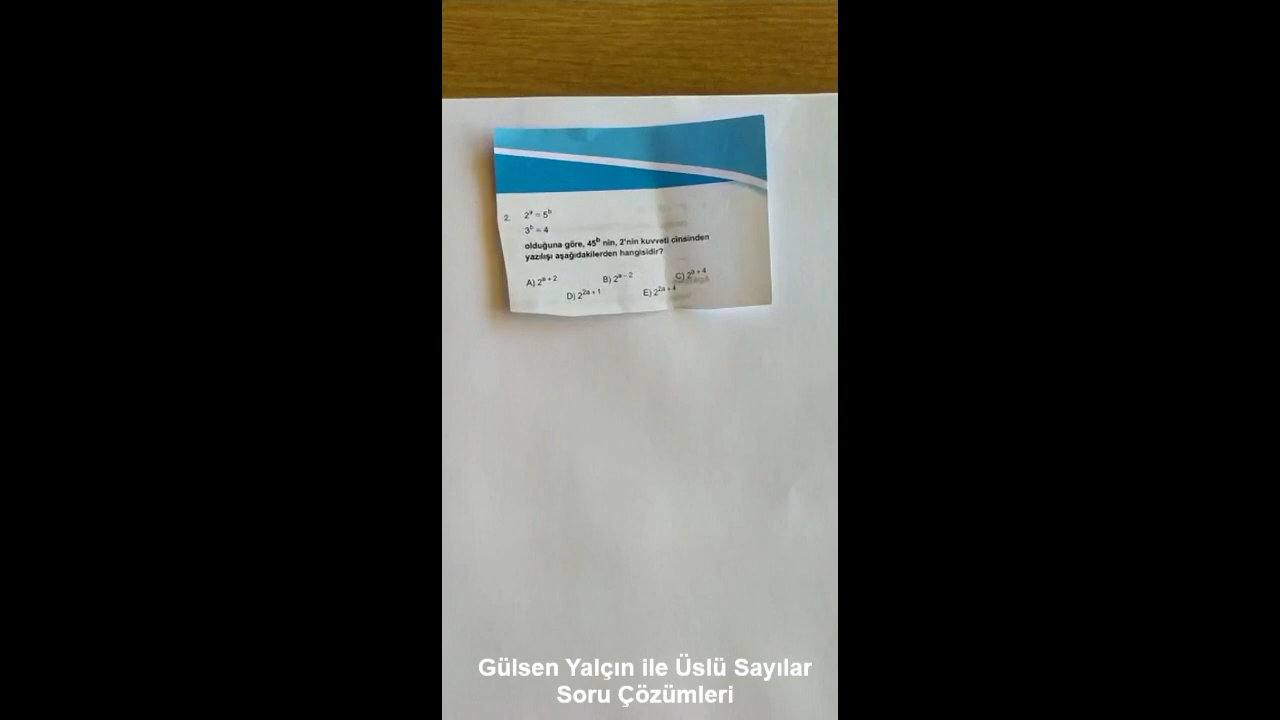 2. 2ᵃ = 5ᵇ
3ᵇ = 4
olduğuna göre, 45ᵇ nin, 2'nin kuvveti cinsinden
yazılışı aşağıdakilerden hangisidir?
A) 2ᵃ⁺² B) 2ᵃ⁻² C) 2ᵃ⁺⁴
D) 2²ᵃ⁺¹ E) 2²ᵃ⁺⁴
Gülsen Yalçın ile Üslü Sayılar
Soru Çözümleri